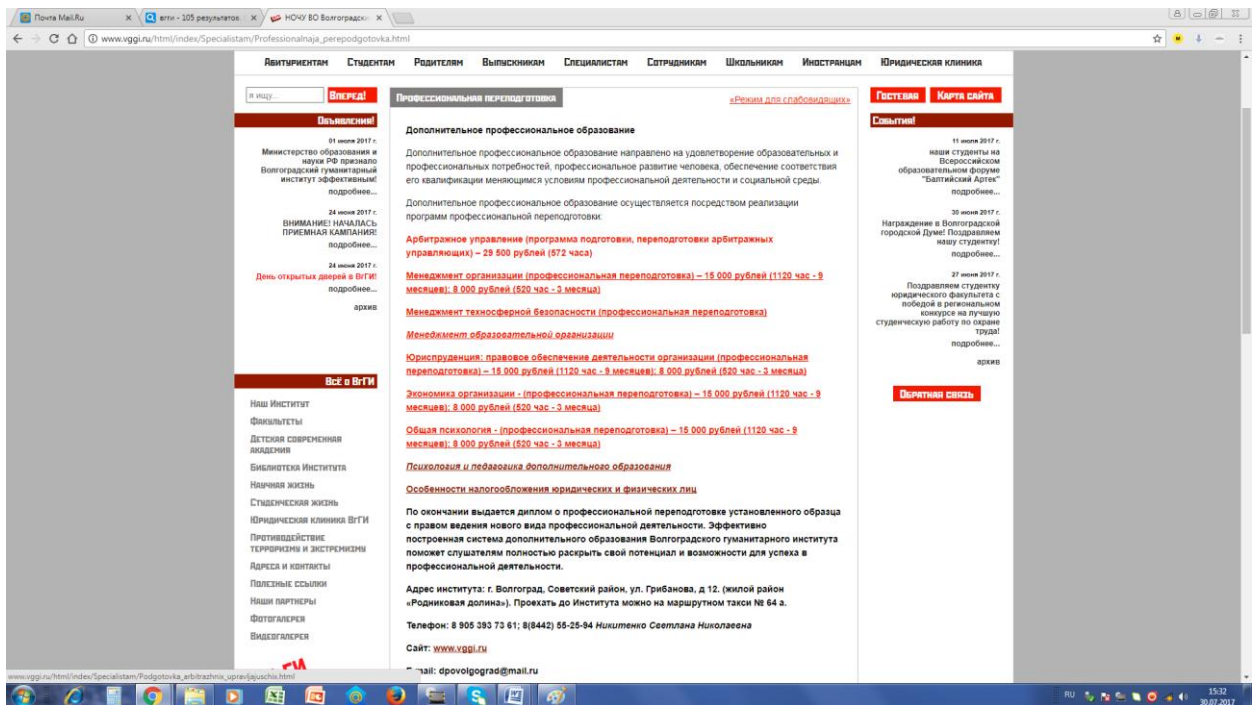 Почта Mail.Ru
вгги - 105 результатов.
НОЧУ ВО Волгоградски
www.vggi.ru/html/index/Specialistam/Professionalnaja_perepodgotovka.html
Абитуриентам Студентам Родителям Выпускникам Специалистам Сотрудникам Школьникам Иностранцам Юридическая клиника
я ищу...
Вперед!
Объявления!
01 июля 2017 г.
Министерство образования и
науки РФ признало
Волгоградский гуманитарный
институт эффективным!
подробнее...
24 июня 2017 г.
ВНИМАНИЕ! НАЧАЛАСЬ
ПРИЕМНАЯ КАМПАНИЯ!
подробнее...
24 июня 2017 г.
День открытых дверей в ВгГИ!
подробнее...
архив
Всё о ВгГИ
Наш Институт
Факультеты
Детская современная
академия
Библиотека Института
Научная жизнь
Студенческая жизнь
Юридическая клиника ВгГИ
Противодействие
терроризму и экстремизму
Адреса и контакты
Полезные ссылки
Наши партнеры
Фотогалерея
Видеогалерея
Профессиональная переподготовка
«Режим для слабовидящих»
Дополнительное профессиональное образование
Дополнительное профессиональное образование направлено на удовлетворение образовательных и
профессиональных потребностей, профессиональное развитие человека, обеспечение соответствия
его квалификации меняющимся условиям профессиональной деятельности и социальной среды.
Дополнительное профессиональное образование осуществляется посредством реализации
программ профессиональной переподготовки:
Арбитражное управление (программа подготовки, переподготовки арбитражных
управляющих) – 29 500 рублей (572 часа)
Менеджмент организации (профессиональная переподготовка) – 15 000 рублей (1120 час - 9
месяцев); 8 000 рублей (520 час - 3 месяца)
Менеджмент техносферной безопасности (профессиональная переподготовка)
Менеджмент образовательной организации
Юриспруденция: правовое обеспечение деятельности организации (профессиональная
переподготовка) – 15 000 рублей (1120 час - 9 месяцев); 8 000 рублей (520 час - 3 месяца)
Экономика организации - (профессиональная переподготовка) – 15 000 рублей (1120 час - 9
месяцев); 8 000 рублей (520 час - 3 месяца)
Общая психология - (профессиональная переподготовка) – 15 000 рублей (1120 час - 9
месяцев); 8 000 рублей (520 час - 3 месяца)
Психология и педагогика дополнительного образования
Особенности налогообложения юридических и физических лиц
По окончании выдается диплом о профессиональной переподготовке установленного образца
с правом ведения нового вида профессиональной деятельности. Эффективно
построенная система дополнительного образования Волгоградского гуманитарного института
поможет слушателям полностью раскрыть свой потенциал и возможности для успеха в
профессиональной деятельности.
Адрес института: г. Волгоград, Советский район, ул. Грибанова, д 12. (жилой район
«Родниковая долина»). Проехать до Института можно на маршрутном такси № 64 а.
Телефон: 8 905 393 73 61; 8(8442) 55-25-94 Никитенко Светлана Николаевна
Сайт: www.vggi.ru
E-mail: dpovolgograd@mail.ru
Гостевая
Карта сайта
События!
11 июля 2017 г.
наши студенты на
Всероссийском
образовательном форуме
"Балтийский Артек"
подробнее...
30 июня 2017 г.
Награждение в Волгоградской
городской Думе! Поздравляем
нашу студентку!
подробнее...
27 июня 2017 г.
Поздравляем студентку
юридического факультета с
победой в региональном
конкурсе на лучшую
студенческую работу по охране
труда!
подробнее...
архив
Обратная связь
www.vggi.ru/html/index/Specialistam/Podgotovka_arbitrazhnix_upravljajuschix.html
RU
15:32
30.07.2017